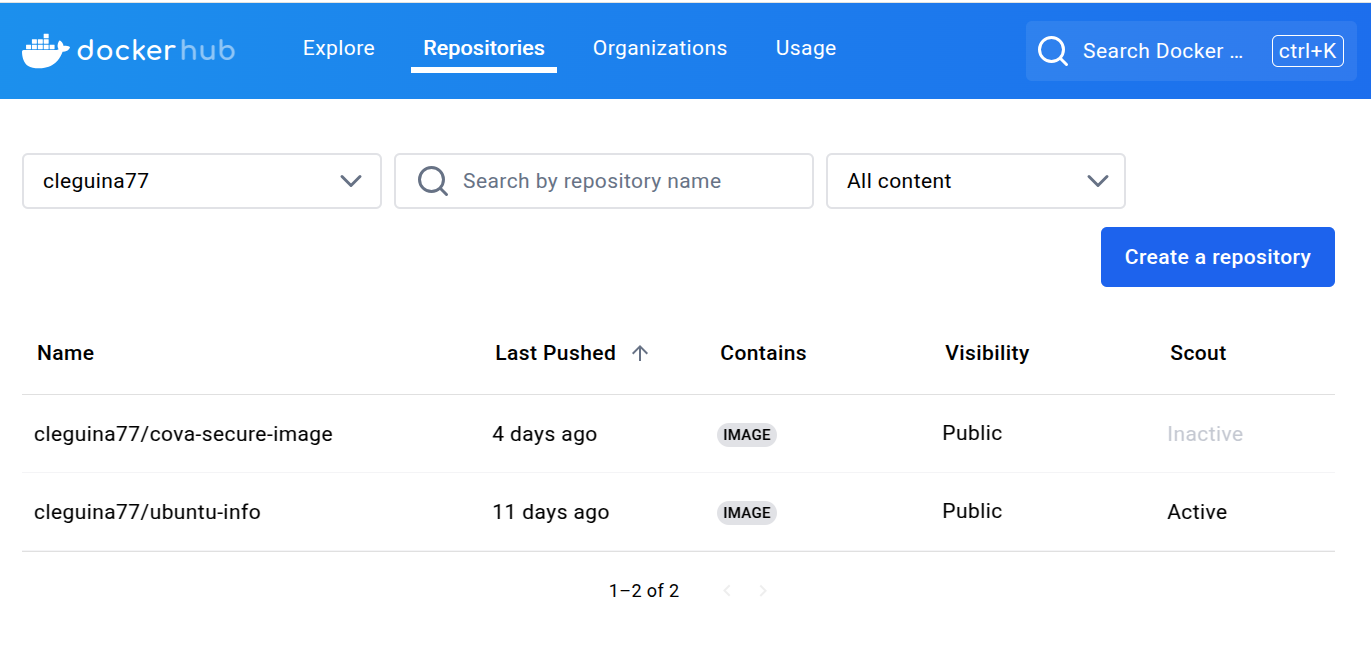 dockerhub Explore Repositories Organizations Usage Search Docker ... ctrl+K
cleguina77 Search by repository name All content
Create a repository
Name Last Pushed Contains Visibility Scout
cleguina77/cova-secure-image 4 days ago IMAGE Public Inactive
cleguina77/ubuntu-info 11 days ago IMAGE Public Active
1–2 of 2